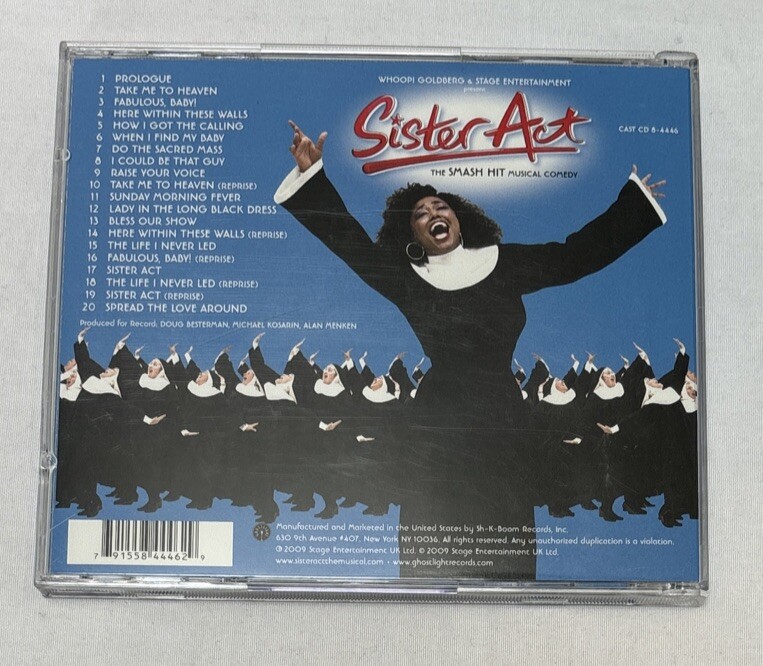 1 PROLOGUE
2 TAKE ME TO HEAVEN
3 FABULOUS, BABY!
4 HERE WITHIN THESE WALLS
5 HOW I GOT THE CALLING
6 WHEN I FIND MY BABY
7 DO THE SACRED MASS
8 I COULD BE THAT GUY
9 RAISE YOUR VOICE
10 TAKE ME TO HEAVEN (REPRISE)
11 SUNDAY MORNING FEVER
12 LADY IN THE LONG BLACK DRESS
13 BLESS OUR SHOW
14 HERE WITHIN THESE WALLS (REPRISE)
15 THE LIFE I NEVER LED
16 FABULOUS, BABY! (REPRISE)
17 SISTER ACT
18 THE LIFE I NEVER LED (REPRISE)
19 SISTER ACT (REPRISE)
20 SPREAD THE LOVE AROUND
Produced for Record: DOUG BESTERMAN, MICHAEL KOSARIN, ALAN MENKEN
WHOOPI GOLDBERG & STAGE ENTERTAINMENT
presents
Sister Act
THE SMASH HIT MUSICAL COMEDY
CAST CD 8-4446
7 91558 44462 9
Manufactured and Marketed in the United States by Sh-K-Boom Records, Inc.
630 9th Avenue #407, New York NY 10036. All rights reserved. Any unauthorized duplication is a violation.
℗ 2009 Stage Entertainment UK Ltd. © 2009 Stage Entertainment UK Ltd.
www.sisteractthemusical.com • www.ghostlightrecords.com